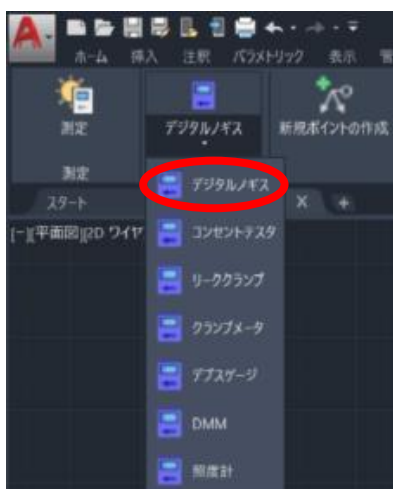 A
ホーム 挿入 注釈 パラメトリック 表示 管
測定 デジタルノギス 新規ポイントの作成
測定
スタート X +
[-][平面図][2D ワイヤ
デジタルノギス
コンセントテスタ
リーククランプ
クランプメータ
デプスゲージ
DMM
照度計